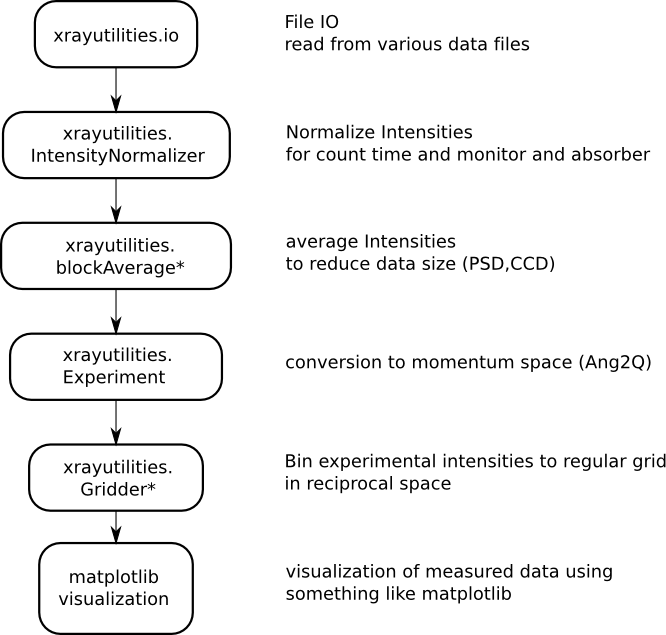 xrayutilities.io
File IO
read from various data files
xrayutilities.
IntensityNormalizer
Normalize Intensities
for count time and monitor and absorber
xrayutilities.
blockAverage*
average Intensities
to reduce data size (PSD,CCD)
xrayutilities.
Experiment
conversion to momentum space (Ang2Q)
xrayutilities.
Gridder*
Bin experimental intensities to regular grid
in reciprocal space
matplotlib
visualization
visualization of measured data using
something like matplotlib